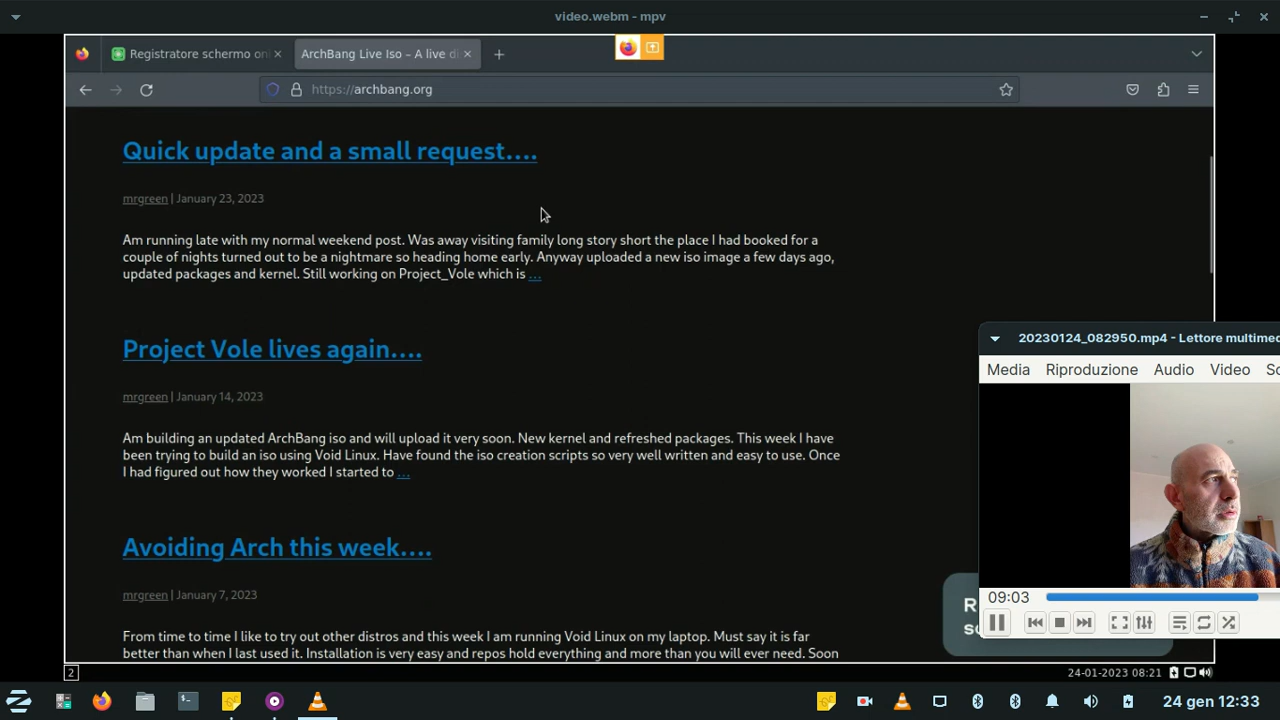 video.webm - mpv
Registratore schermo oni
ArchBang Live Iso – A live di
https://archbang.org
Quick update and a small request….
mrgreen | January 23, 2023
Am running late with my normal weekend post. Was away visiting family long story short the place I had booked for a
couple of nights turned out to be a nightmare so heading home early. Anyway uploaded a new iso image a few days ago,
updated packages and kernel. Still working on Project_Vole which is …
Project Vole lives again….
mrgreen | January 14, 2023
Am building an updated ArchBang iso and will upload it very soon. New kernel and refreshed packages. This week I have
been trying to build an iso using Void Linux. Have found the iso creation scripts so very well written and easy to use. Once
I had figured out how they worked I started to …
Avoiding Arch this week….
mrgreen | January 7, 2023
From time to time I like to try out other distros and this week I am running Void Linux on my laptop. Must say it is far
better than when I last used it. Installation is very easy and repos hold everything and more than you will ever need. Soon
20230124_082950.mp4 - Lettore multimed
Media Riproduzione Audio Video Sc
09:03
R
2
24-01-2023 08:21
24 gen 12:33